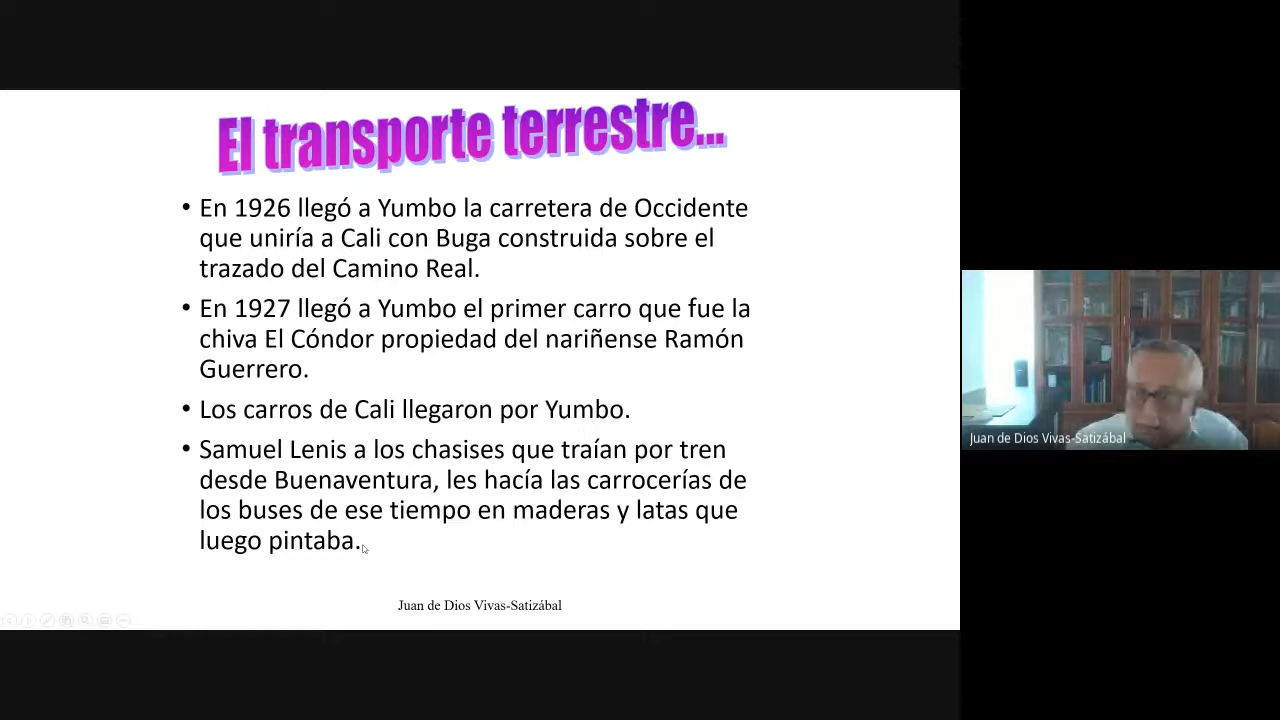 El transporte terrestre...
• En 1926 llegó a Yumbo la carretera de Occidente
que uniría a Cali con Buga construida sobre el
trazado del Camino Real.
• En 1927 llegó a Yumbo el primer carro que fue la
chiva El Cóndor propiedad del nariñense Ramón
Guerrero.
• Los carros de Cali llegaron por Yumbo.
• Samuel Lenis a los chasises que traían por tren
desde Buenaventura, les hacía las carrocerías de
los buses de ese tiempo en maderas y latas que
luego pintaba.
Juan de Dios Vivas-Satizábal
Juan de Dios Vivas-Satizábal